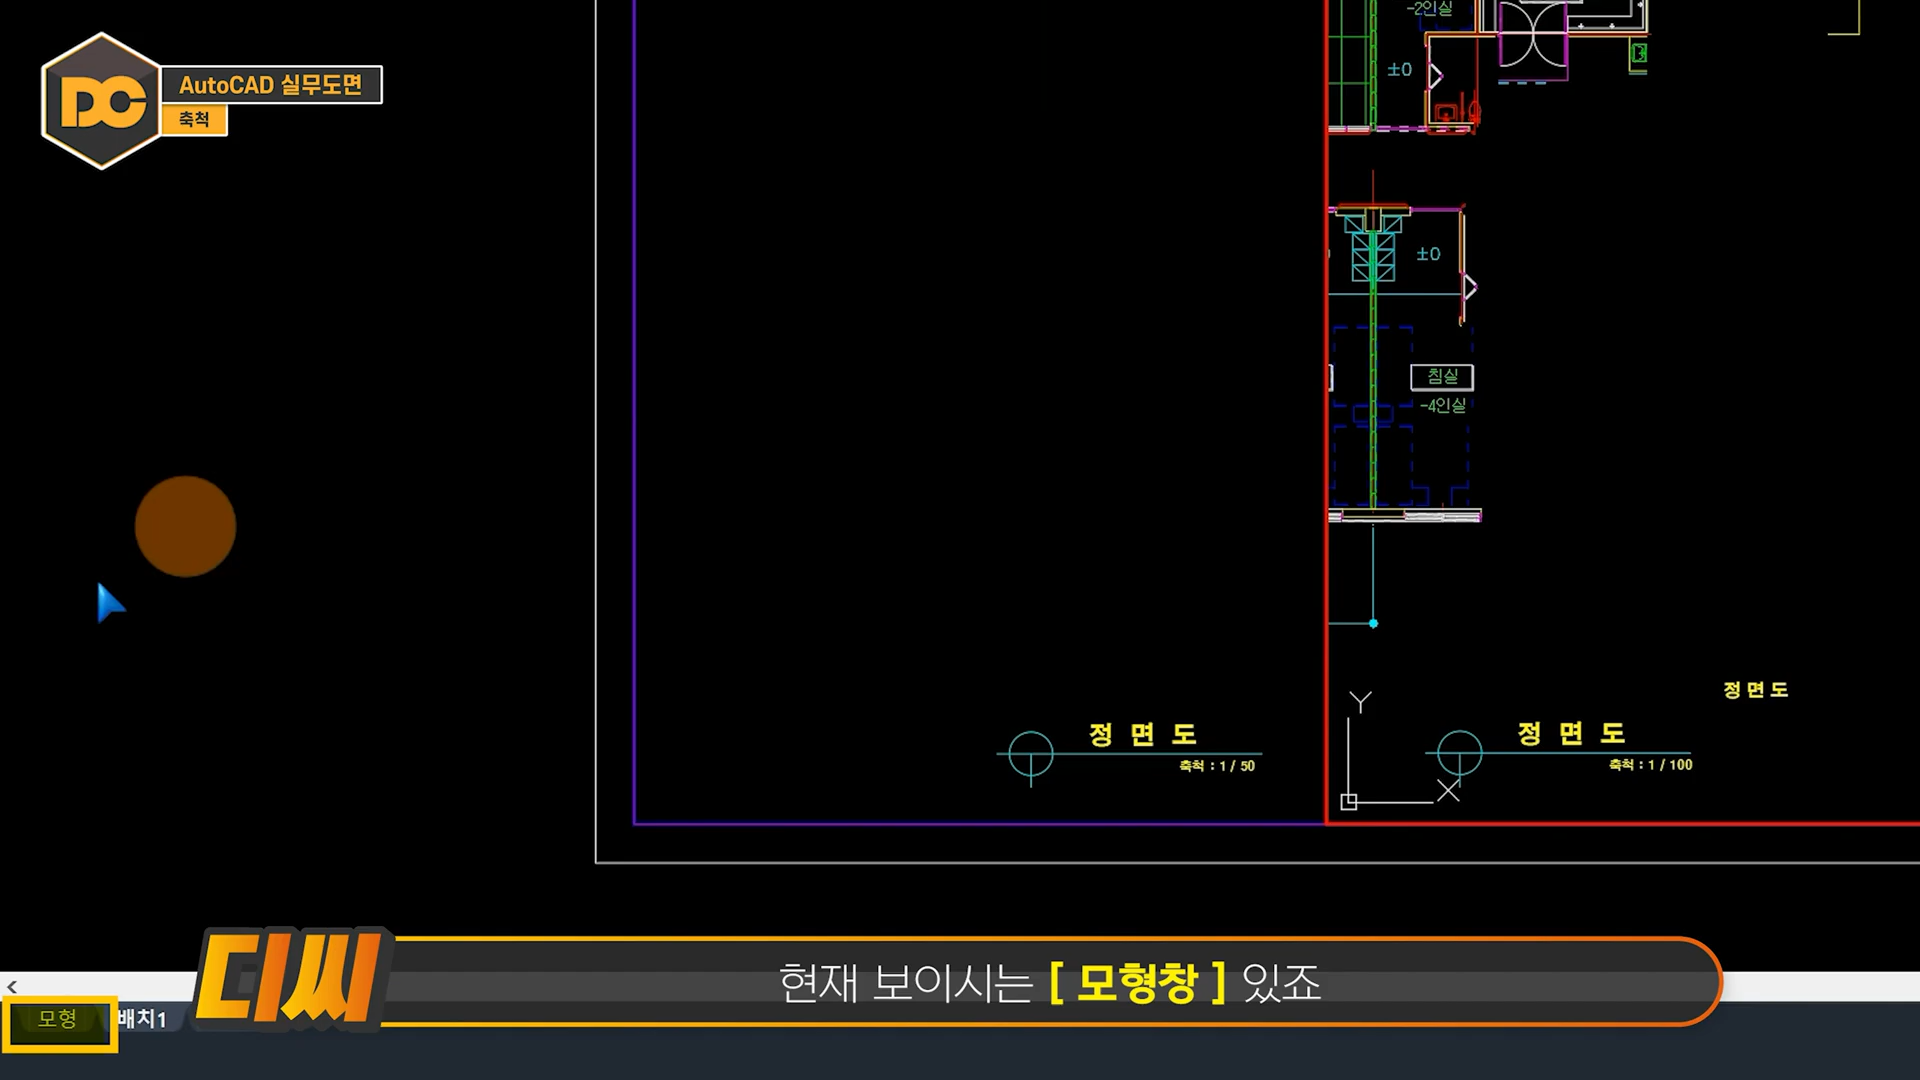 -2인실
DC
AutoCAD 실무도면
축척
±0
±0
침실
-4인실
정면도
Y
정 면 도
축척 : 1 / 50
정 면 도
축척 : 1 / 100
X
디씨
현재 보이시는 [ 모형창 ] 있죠
<
모형
배치1